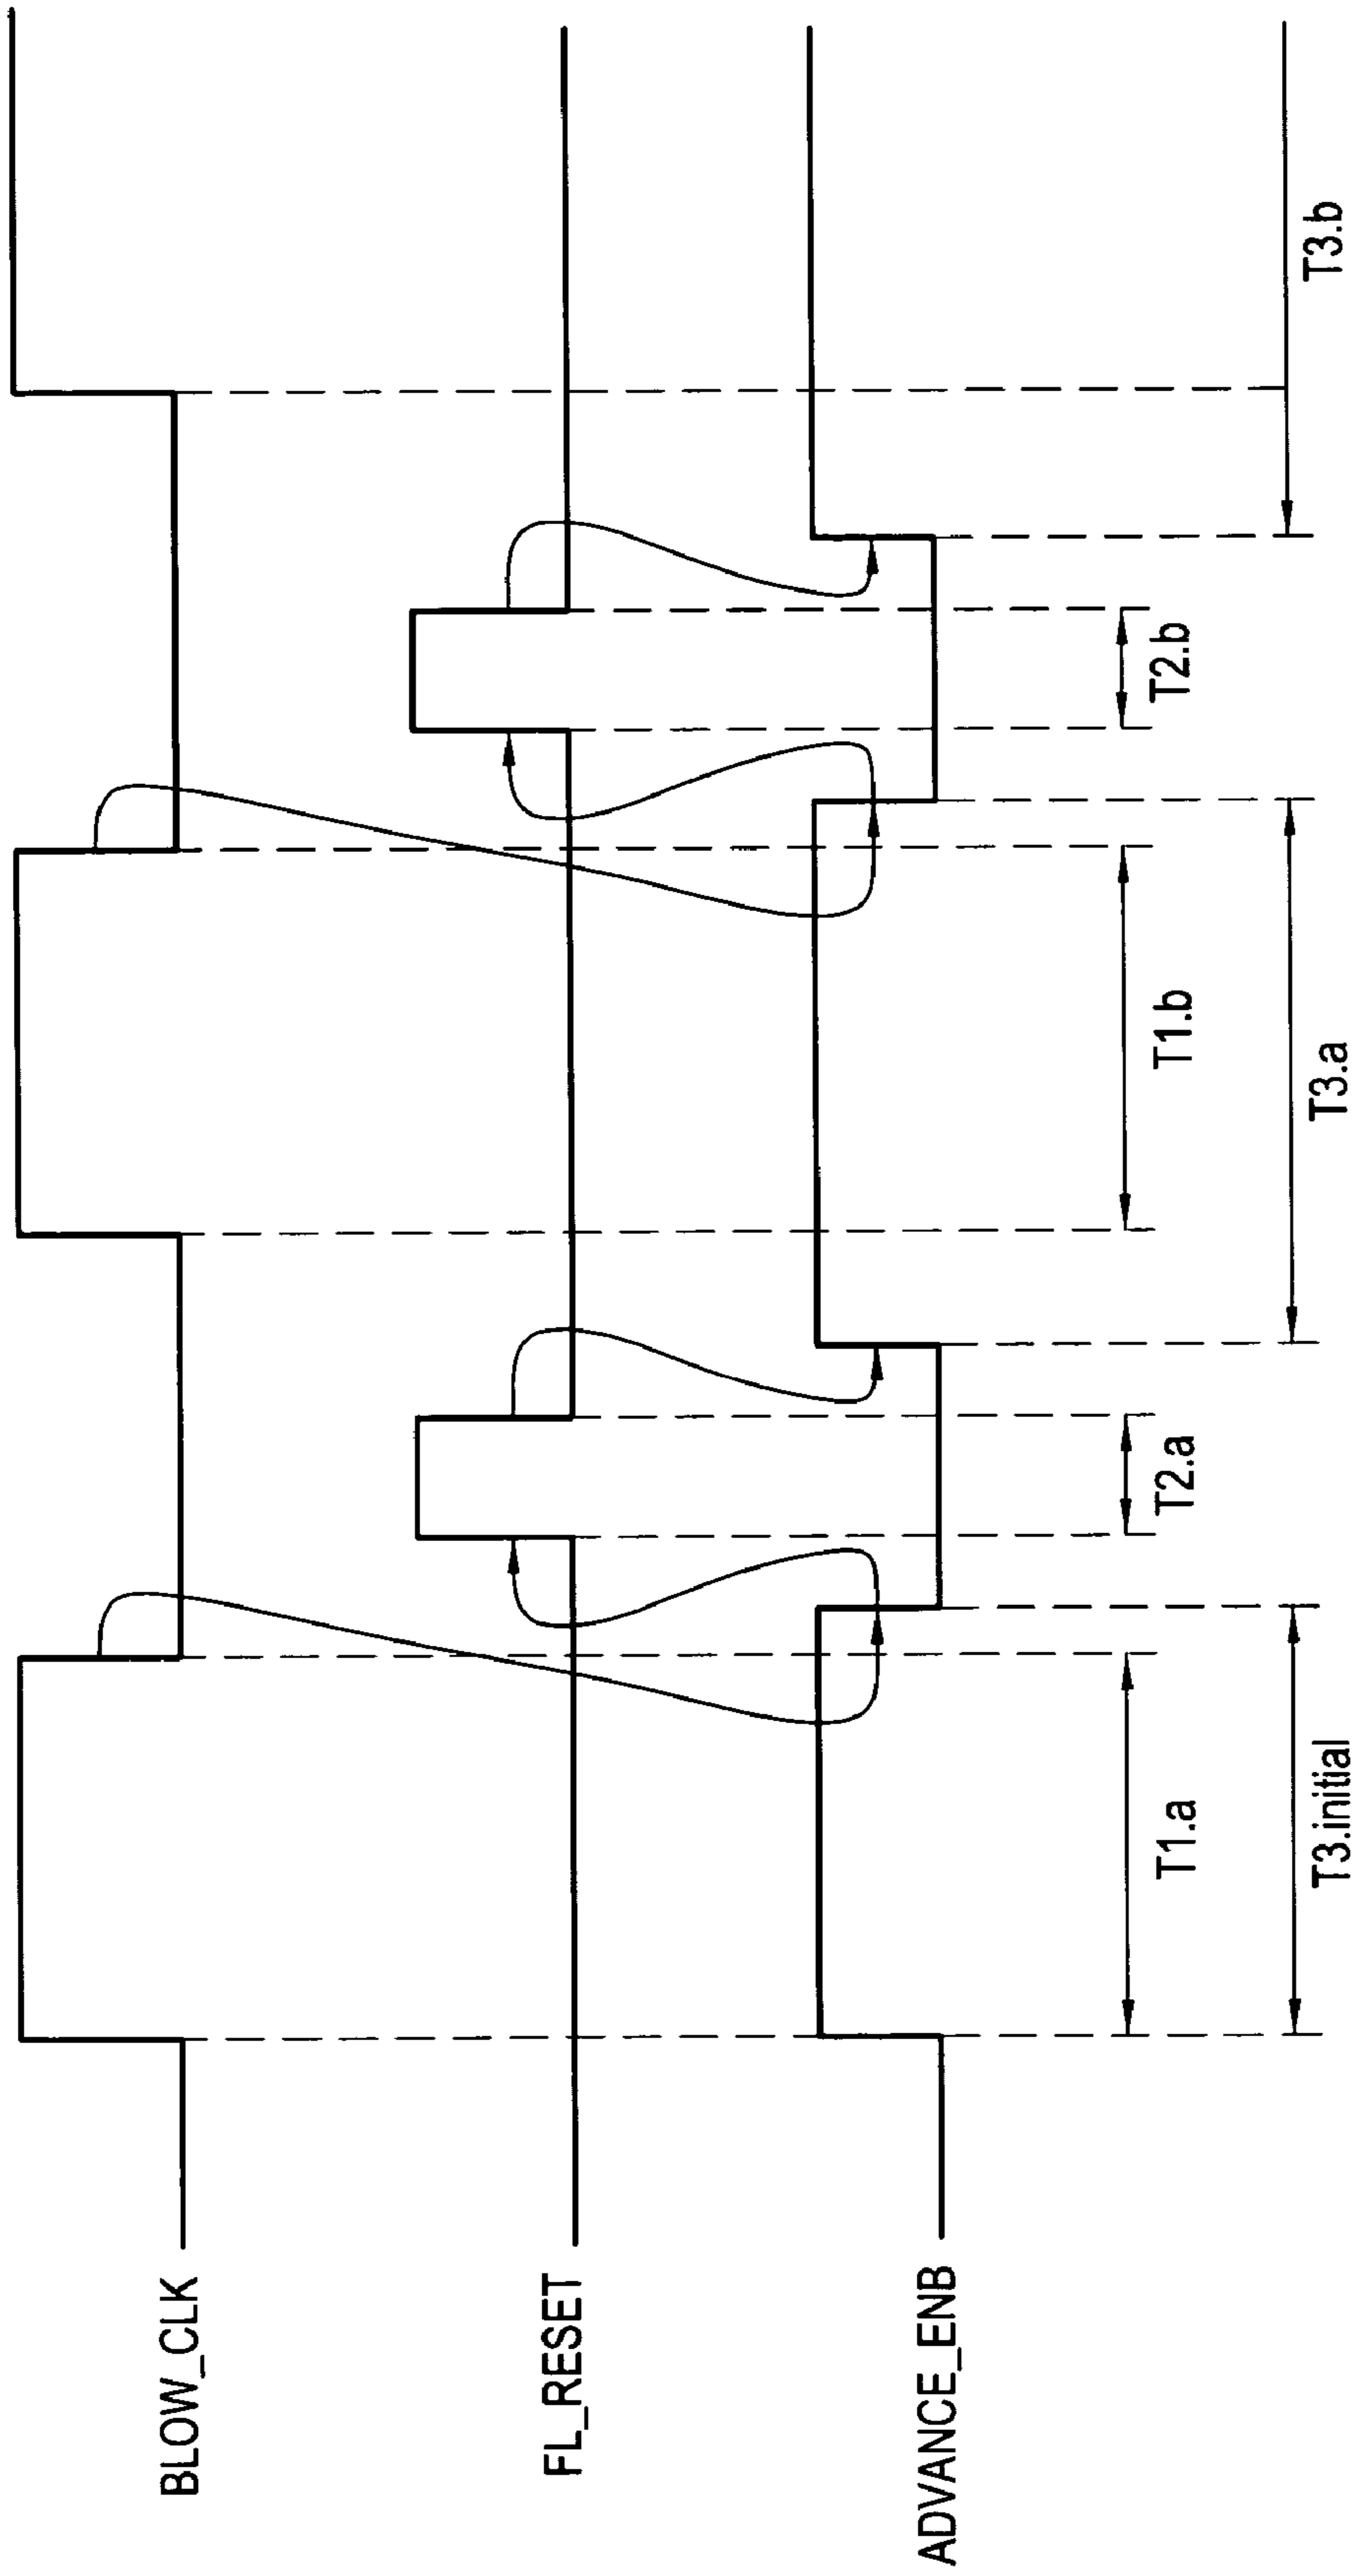 BLOW_CLK
FL_RESET
ADVANCE_ENB
T1.a
T2.a
T1.b
T2.b
T3.initial
T3.a
T3.b